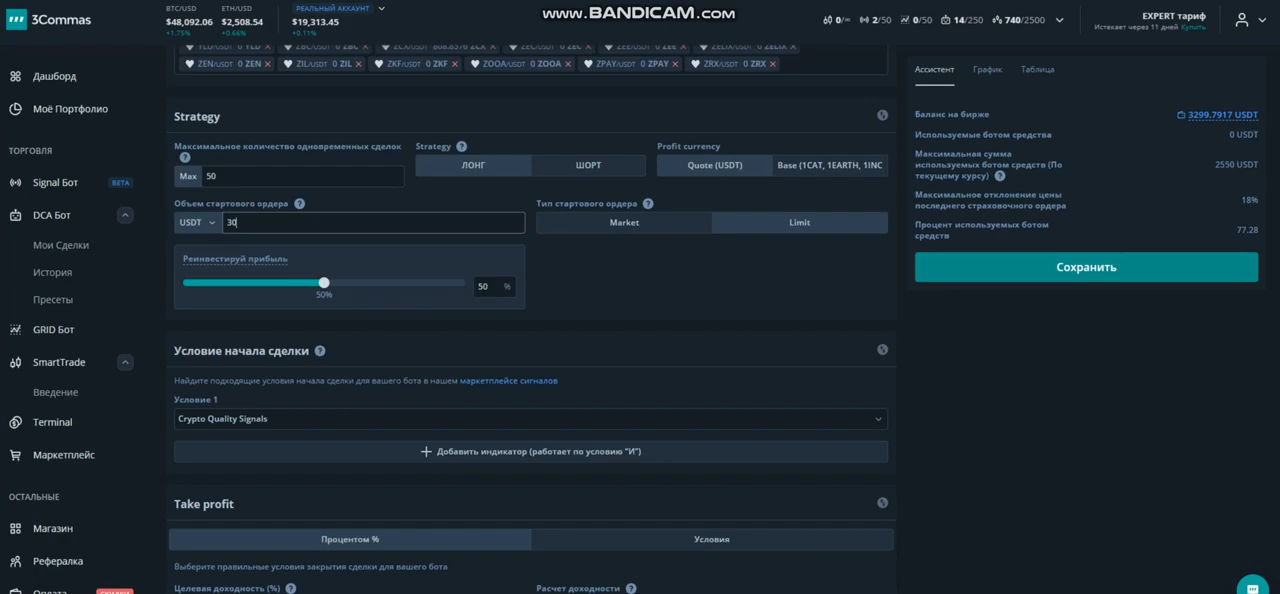 www.BANDICAM.com
3Commas
BTC/USD
$48,092.06
+1.75%
ETH/USD
$2,508.54
+0.66%
РЕАЛЬНЫЙ АККАУНТ
$19,313.45
+0.11%
0/∞
2/50
0/50
14/250
740/2500
EXPERT тариф
Истекает через 11 дней Купить
Дашборд
Моё Портфолио
ТОРГОВЛЯ
Signal Бот BETA
DCA Бот
Мои Сделки
История
Пресеты
GRID Бот
SmartTrade
Введение
Terminal
Маркетплейс
ОСТАЛЬНЫЕ
Магазин
Рефералка
ZEN/USDT 0 ZEN × ZIL/USDT 0 ZIL × ZKF/USDT 0 ZKF × ZOOA/USDT 0 ZOOA × ZPAY/USDT 0 ZPAY × ZRX/USDT 0 ZRX ×
Strategy
Максимальное количество одновременных сделок ?
Max 50
Strategy ?
ЛОНГ ШОРТ
Profit currency
Quote (USDT) Base (1CAT, 1EARTH, 1INC
Объем стартового ордера ?
USDT 30
Тип стартового ордера ?
Market Limit
Реинвестируй прибыль
50%
50 %
Условие начала сделки ?
Найдите подходящие условия начала сделки для вашего бота в нашем маркетплейсе сигналов
Условие 1
Crypto Quality Signals
+ Добавить индикатор (работает по условию "И")
Take profit
Процентом % Условия
Выберите правильные условия закрытия сделки для вашего бота
Целевая доходность (%) ?
Расчет доходности ?
Ассистент График Таблица
Баланс на бирже 3299.7917 USDT
Используемые ботом средства 0 USDT
Максимальная сумма
используемых ботом средств (По 2550 USDT
текущему курсу) ?
Максимальное отклонение цены
последнего страховочного ордера 18%
Процент используемых ботом
средств 77.28
Сохранить